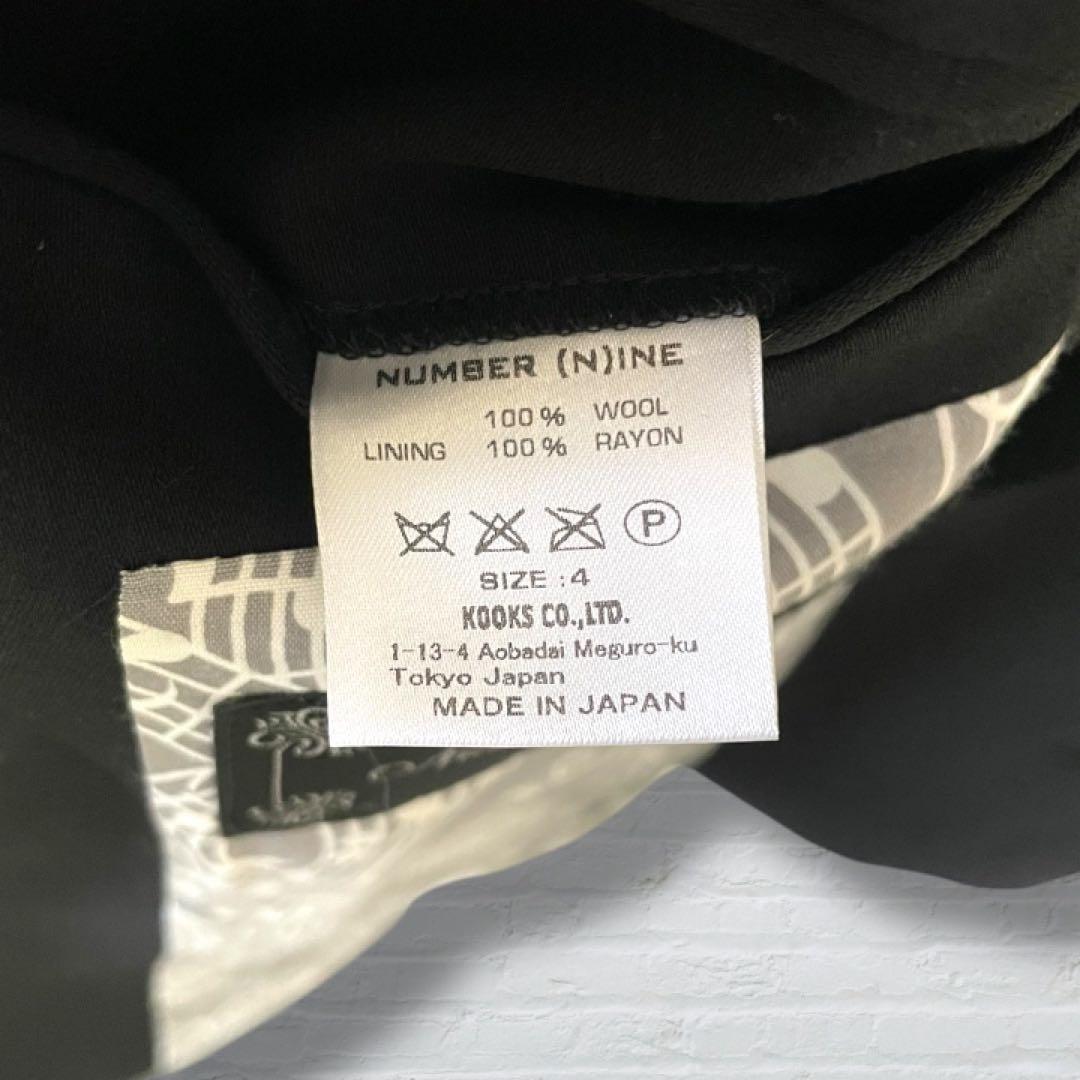 NUMBER (N)INE
100% WOOL
LINING 100% RAYON
P
SIZE : 4
KOOKS CO.,LTD.
1-13-4 Aobadai Meguro-ku
Tokyo Japan
MADE IN JAPAN